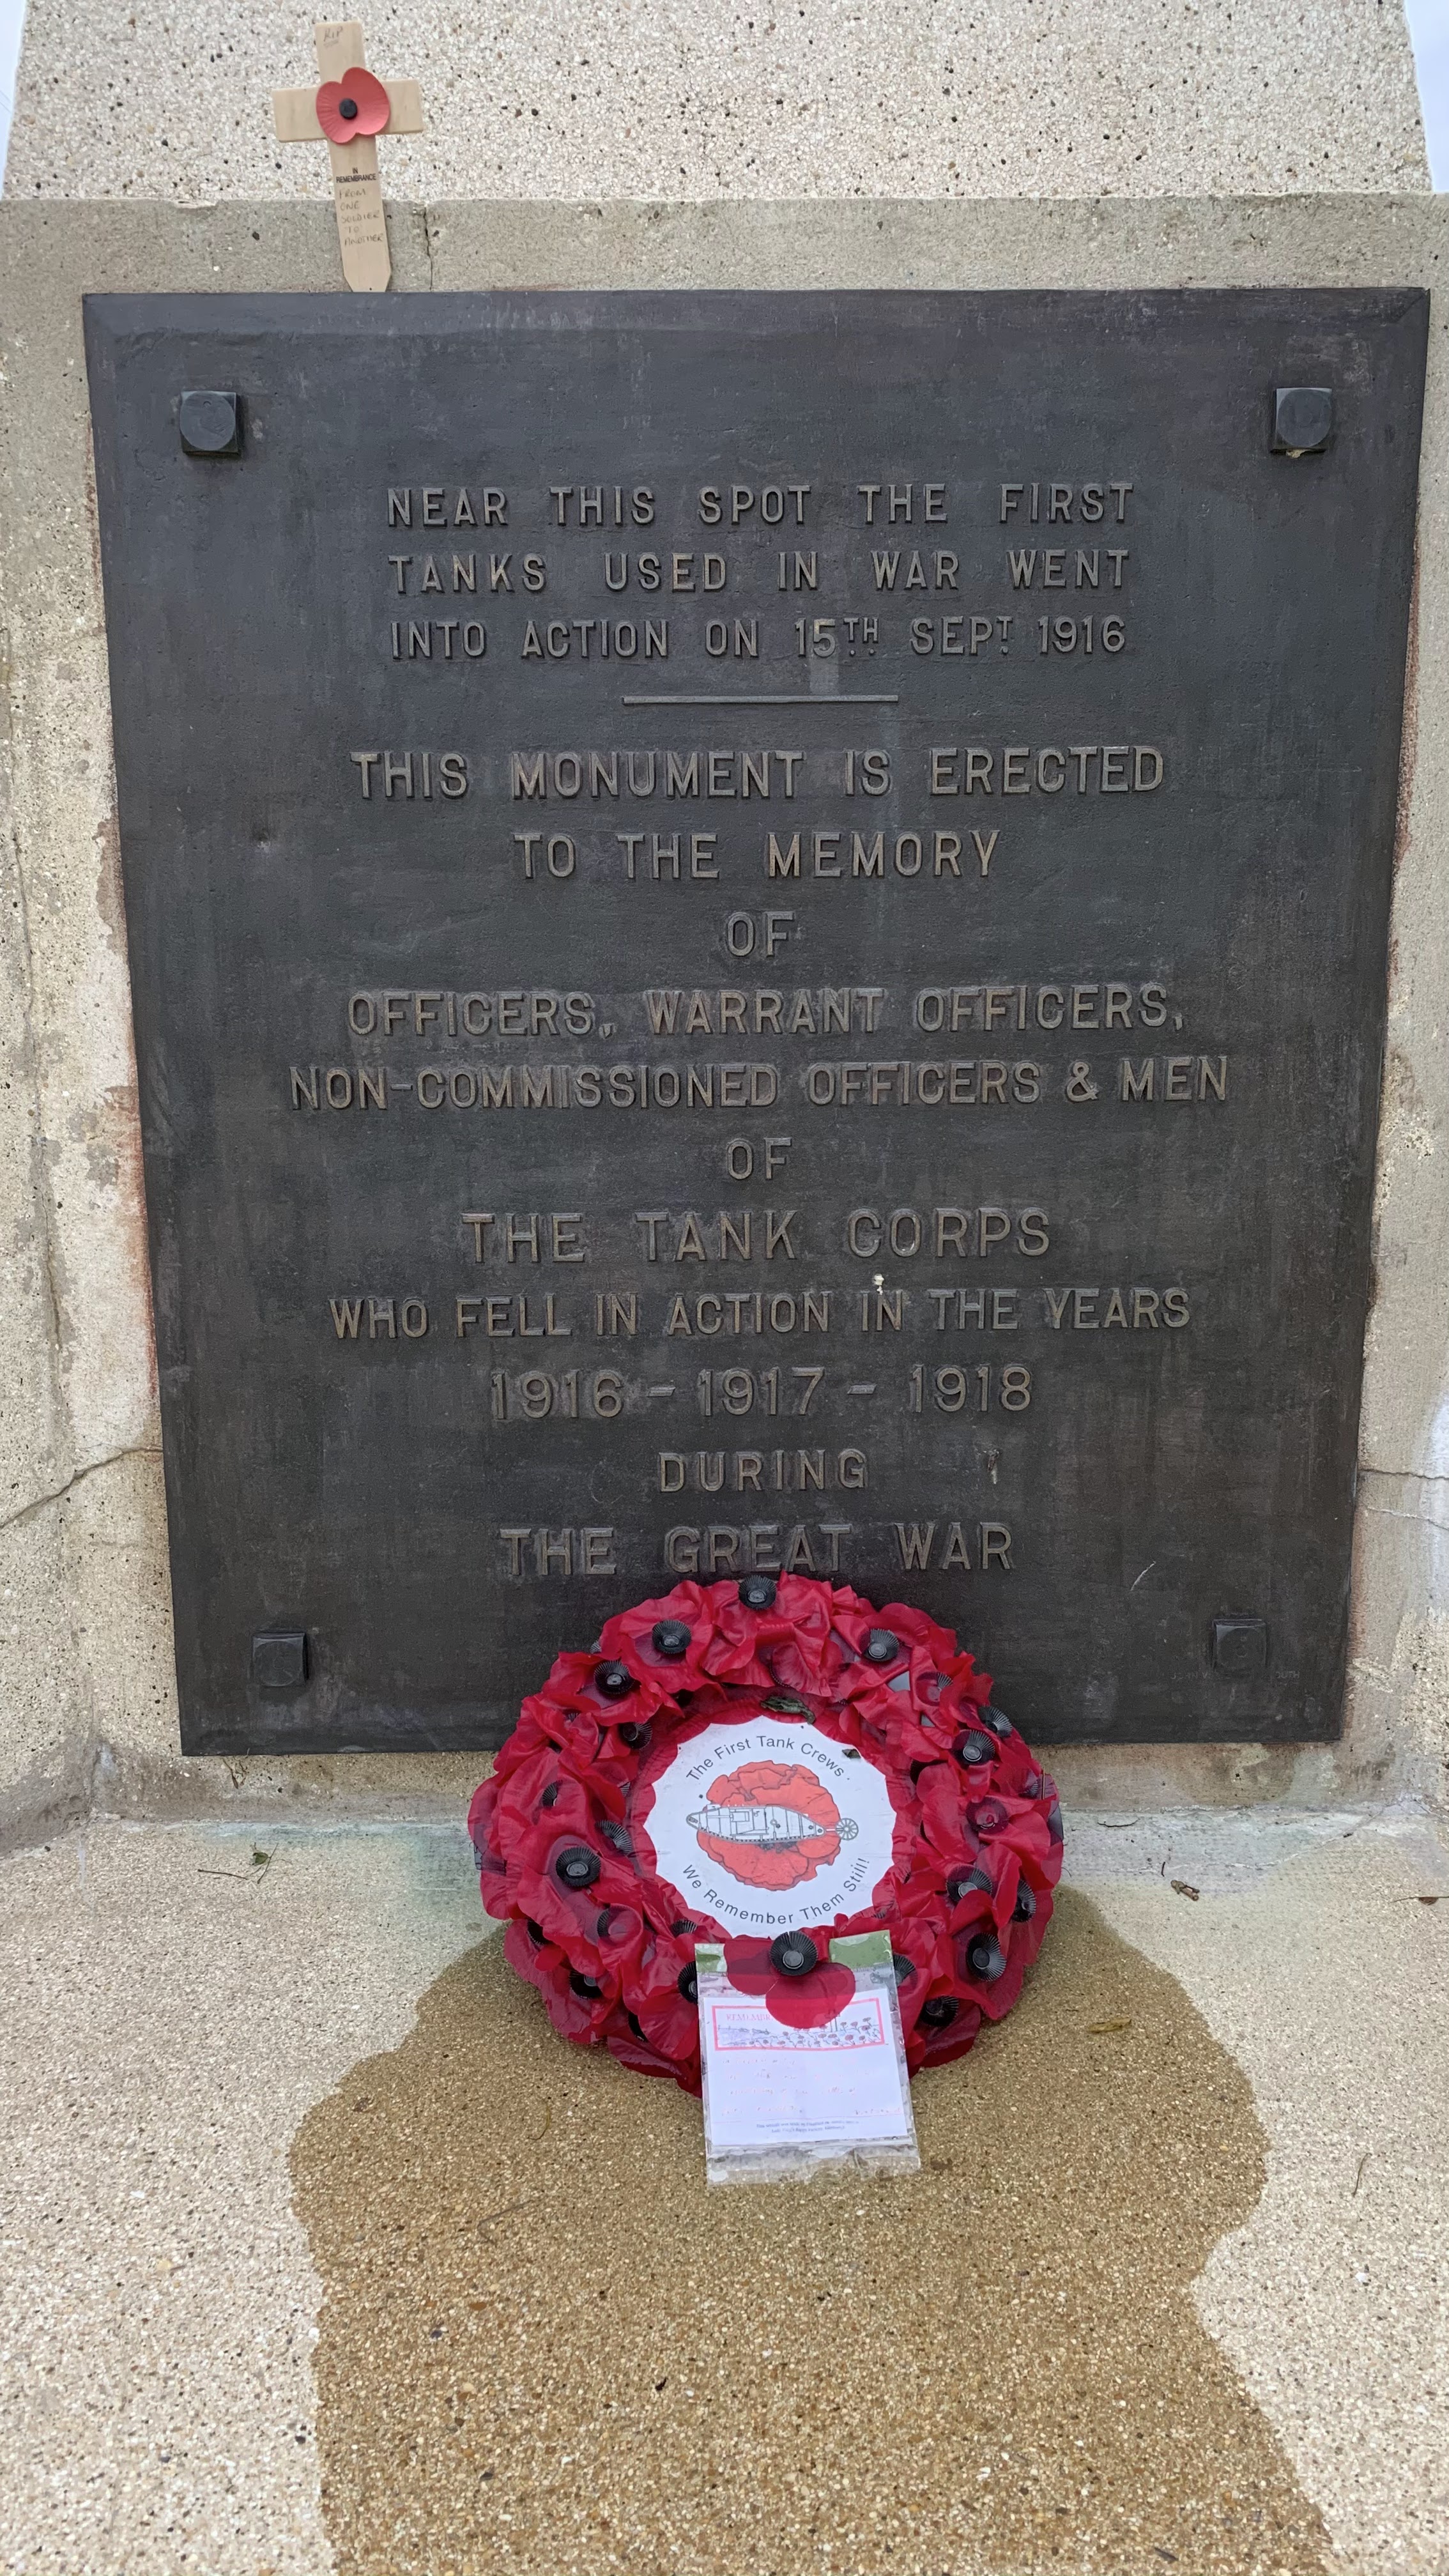 RIP
IN
REMEMBRANCE
FROM
ONE
SOLDIER
TO
ANOTHER
NEAR THIS SPOT THE FIRST
TANKS USED IN WAR WENT
INTO ACTION ON 15TH SEPT 1916
THIS MONUMENT IS ERECTED
TO THE MEMORY
OF
OFFICERS, WARRANT OFFICERS,
NON-COMMISSIONED OFFICERS & MEN
OF
THE TANK CORPS
WHO FELL IN ACTION IN THE YEARS
1916 - 1917 - 1918
DURING
THE GREAT WAR
The First Tank Crews
We Remember Them Still!